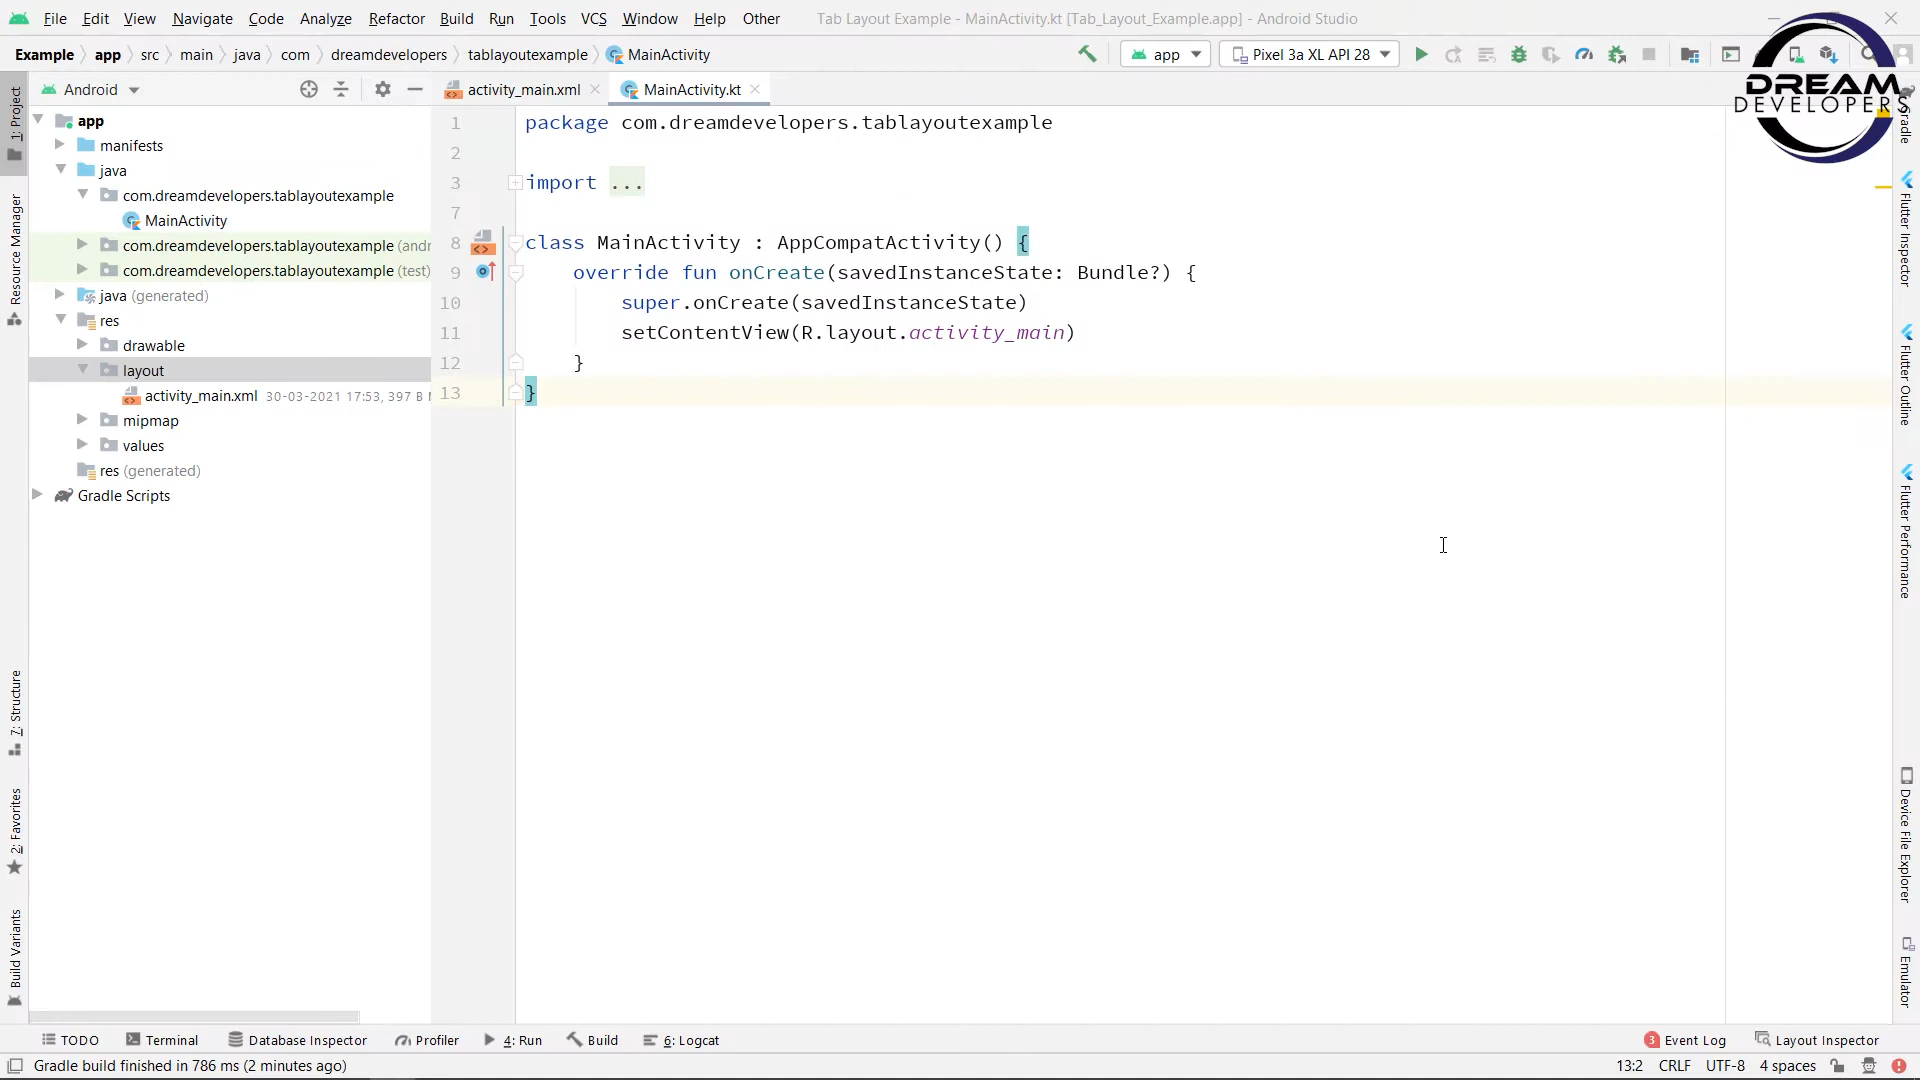 File Edit View Navigate Code Analyze Refactor Build Run Tools VCS Window Help Other Tab Layout Example - MainActivity.kt [Tab_Layout_Example.app] - Android Studio
Example app src main java com dreamdevelopers tablayoutexample MainActivity app Pixel 3a XL API 28
DREAM
DEVELOPERS
Android activity_main.xml MainActivity.kt
1: Project
Resource Manager
7: Structure
2: Favorites
Build Variants
app
manifests
java
com.dreamdevelopers.tablayoutexample
MainActivity
com.dreamdevelopers.tablayoutexample (andr
com.dreamdevelopers.tablayoutexample (test)
java (generated)
res
drawable
layout
activity_main.xml 30-03-2021 17:53, 397 B
mipmap
values
res (generated)
Gradle Scripts
1 package com.dreamdevelopers.tablayoutexample
2
3 import ...
7
8 class MainActivity : AppCompatActivity() {
9 override fun onCreate(savedInstanceState: Bundle?) {
10 super.onCreate(savedInstanceState)
11 setContentView(R.layout.activity_main)
12 }
13 }
Gradle
Flutter Inspector
Flutter Outline
Flutter Performance
Device File Explorer
Emulator
TODO Terminal Database Inspector Profiler 4: Run Build 6: Logcat 3 Event Log Layout Inspector
Gradle build finished in 786 ms (2 minutes ago) 13:2 CRLF UTF-8 4 spaces